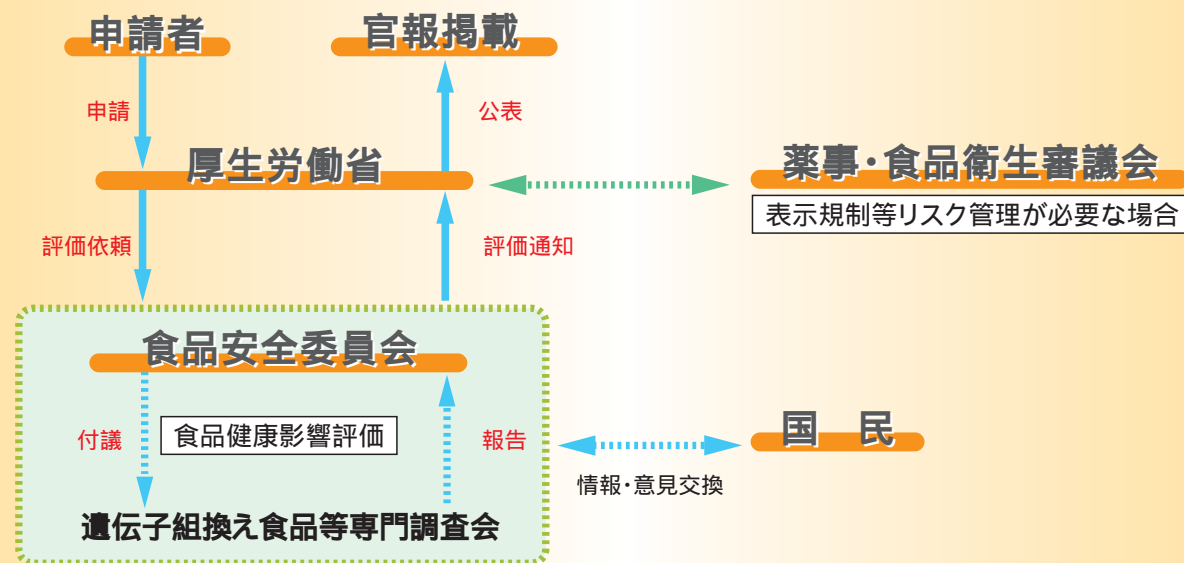 申請者
官報掲載
申請
公表
厚生労働省
薬事・食品衛生審議会
表示規制等リスク管理が必要な場合
評価依頼
評価通知
食品安全委員会
付議
食品健康影響評価
報告
国　民
情報・意見交換
遺伝子組換え食品等専門調査会